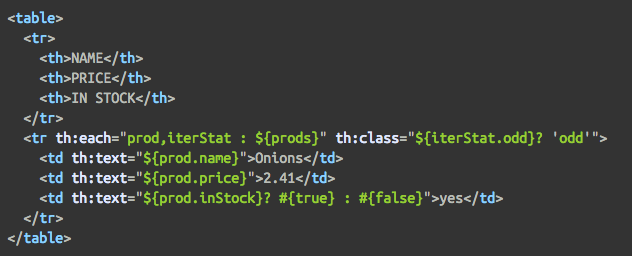 <table>
  <tr>
    <th>NAME</th>
    <th>PRICE</th>
    <th>IN STOCK</th>
  </tr>
  <tr th:each="prod,iterStat : ${prods}" th:class="${iterStat.odd}? 'odd'">
    <td th:text="${prod.name}">Onions</td>
    <td th:text="${prod.price}">2.41</td>
    <td th:text="${prod.inStock}? #{true} : #{false}">yes</td>
  </tr>
</table>